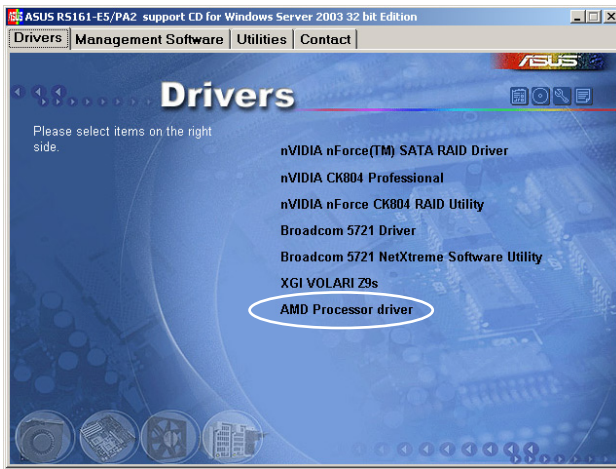 ASUS RS161-E5/PA2 support CD for Windows Server 2003 32 bit Edition
Drivers Management Software Utilities Contact
ASUS
Drivers
Please select items on the right
side.
nVIDIA nForce(TM) SATA RAID Driver
nVIDIA CK804 Professional
nVIDIA nForce CK804 RAID Utility
Broadcom 5721 Driver
Broadcom 5721 NetXtreme Software Utility
XGI VOLARI Z9s
AMD Processor driver